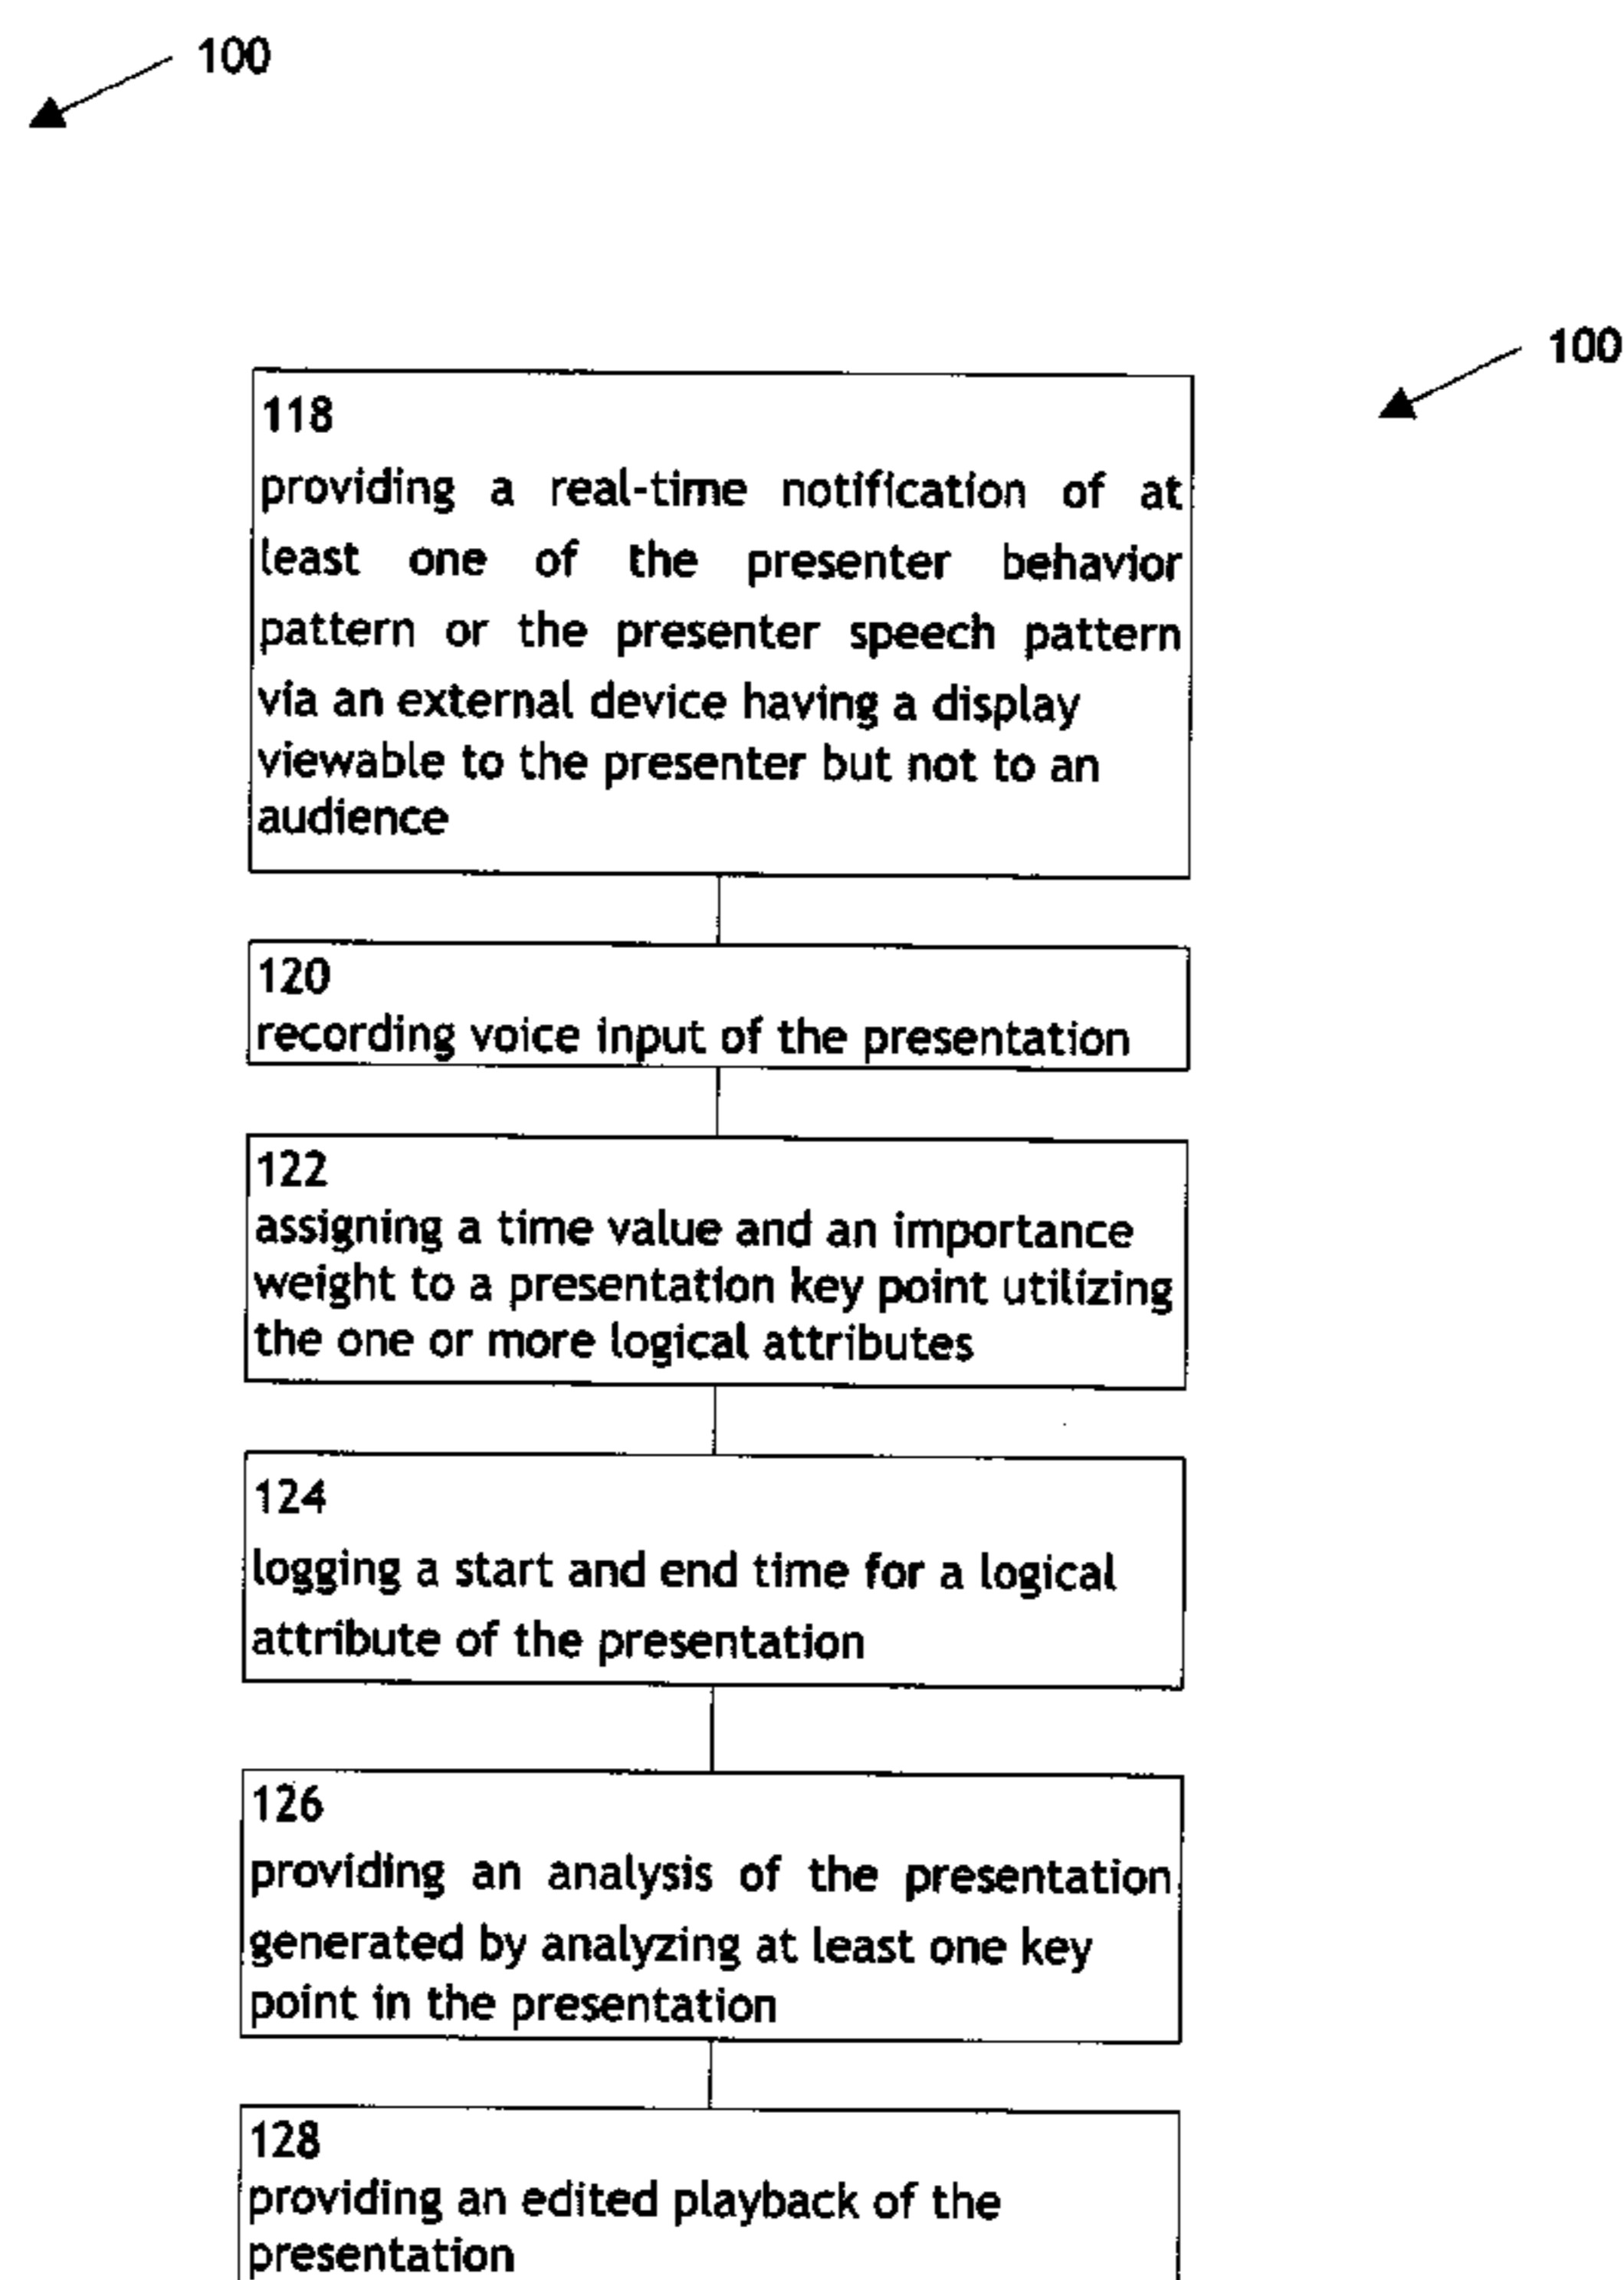 100
100
118
providing a real-time notification of at
least one of the presenter behavior
pattern or the presenter speech pattern
via an external device having a display
viewable to the presenter but not to an
audience
120
recording voice input of the presentation
122
assigning a time value and an importance
weight to a presentation key point utilizing
the one or more logical attributes
124
logging a start and end time for a logical
attribute of the presentation
126
providing an analysis of the presentation
generated by analyzing at least one key
point in the presentation
128
providing an edited playback of the
presentation